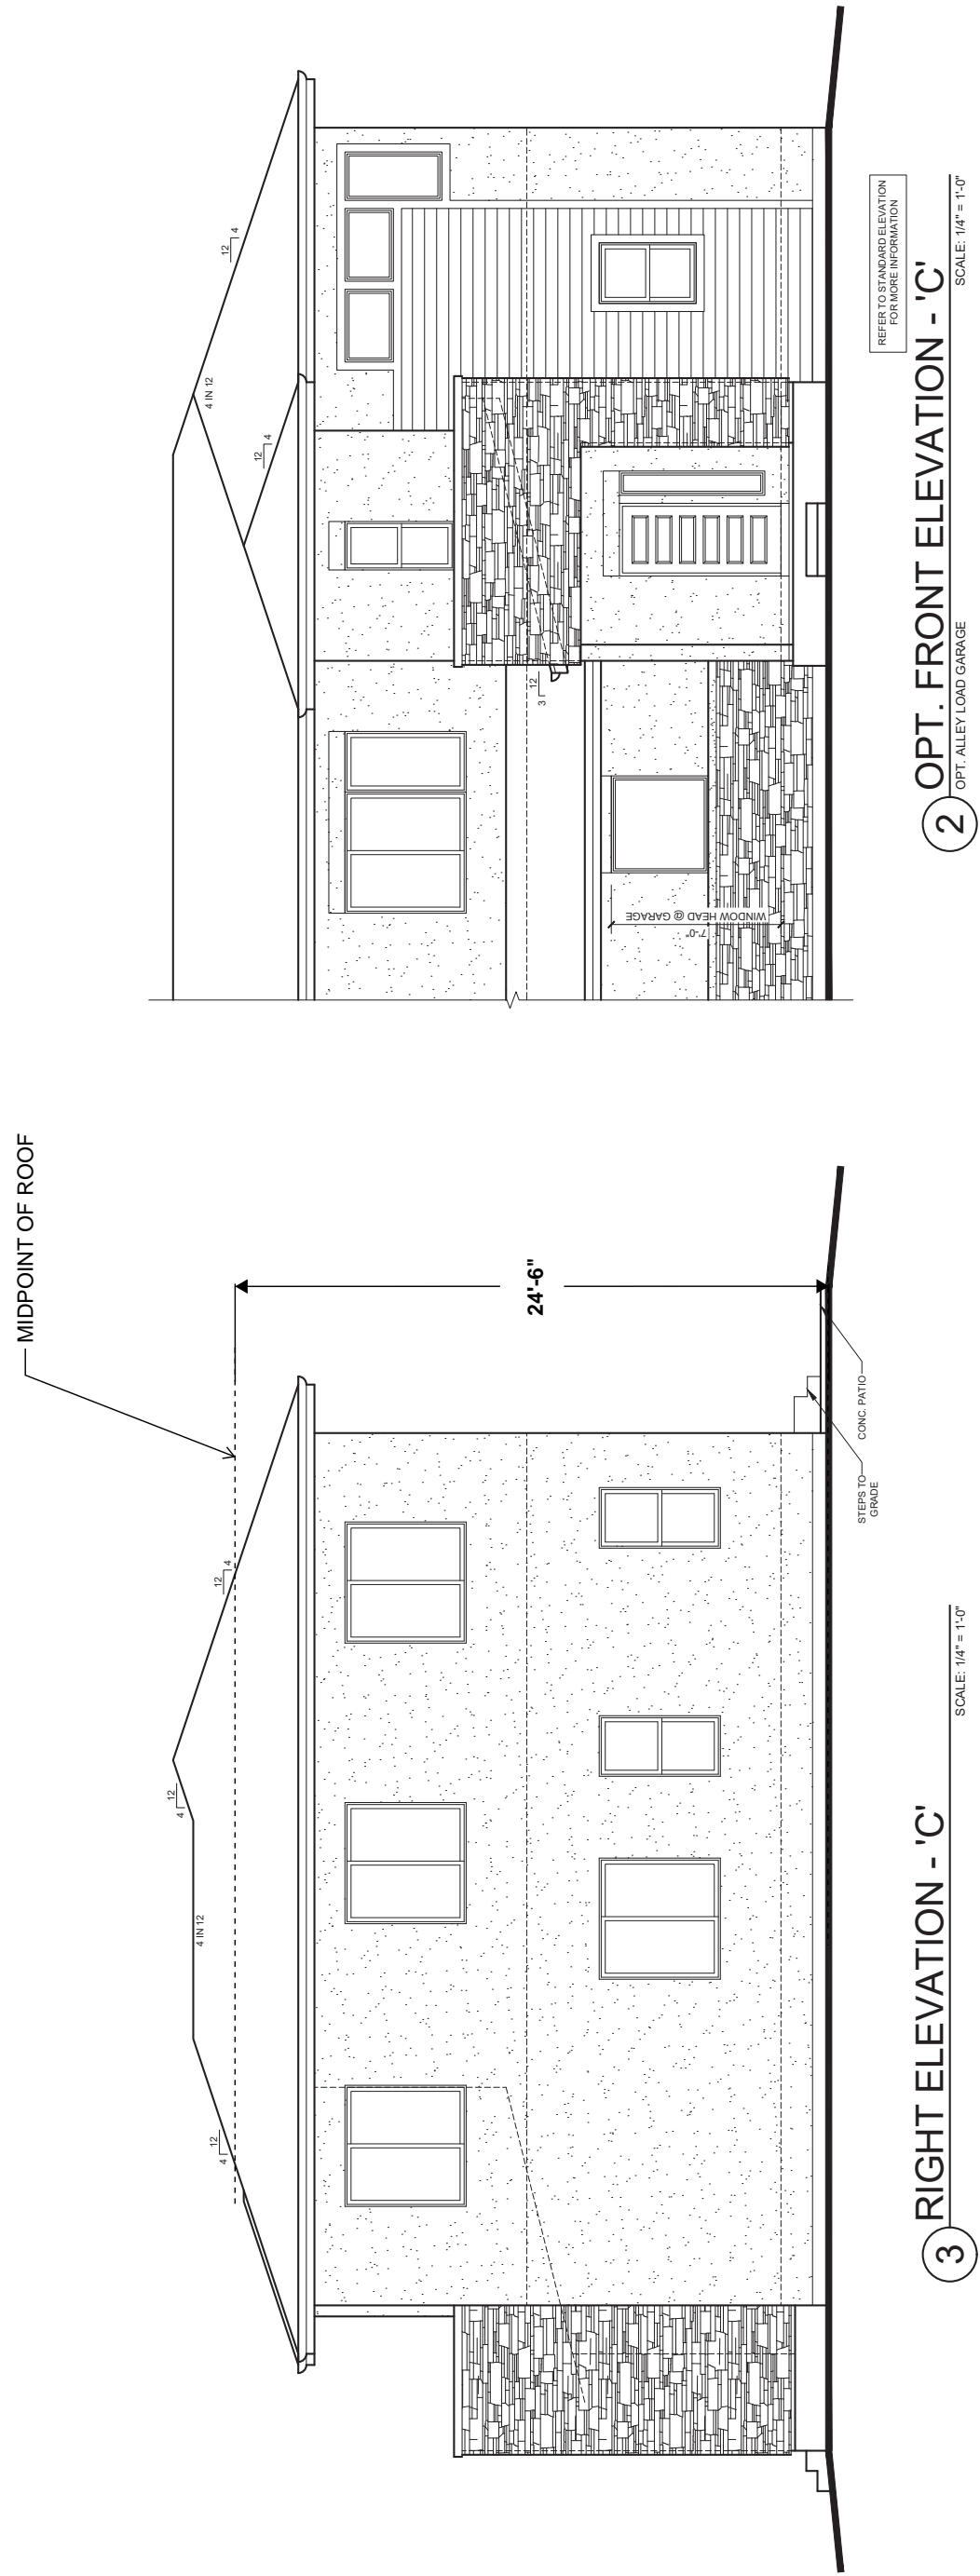 MIDPOINT OF ROOF
12
4
4 IN 12
12
4
12
4
24'-6"
STEPS TO
GRADE
CONC. PATIO
3
RIGHT ELEVATION - 'C'
SCALE: 1/4" = 1'-0"
12
4
4 IN 12
12
4
12
3
7'-0"
WINDOW HEAD @ GARAGE
REFER TO STANDARD ELEVATION
FOR MORE INFORMATION
2
OPT. FRONT ELEVATION - 'C'
OPT. ALLEY LOAD GARAGE
SCALE: 1/4" = 1'-0"